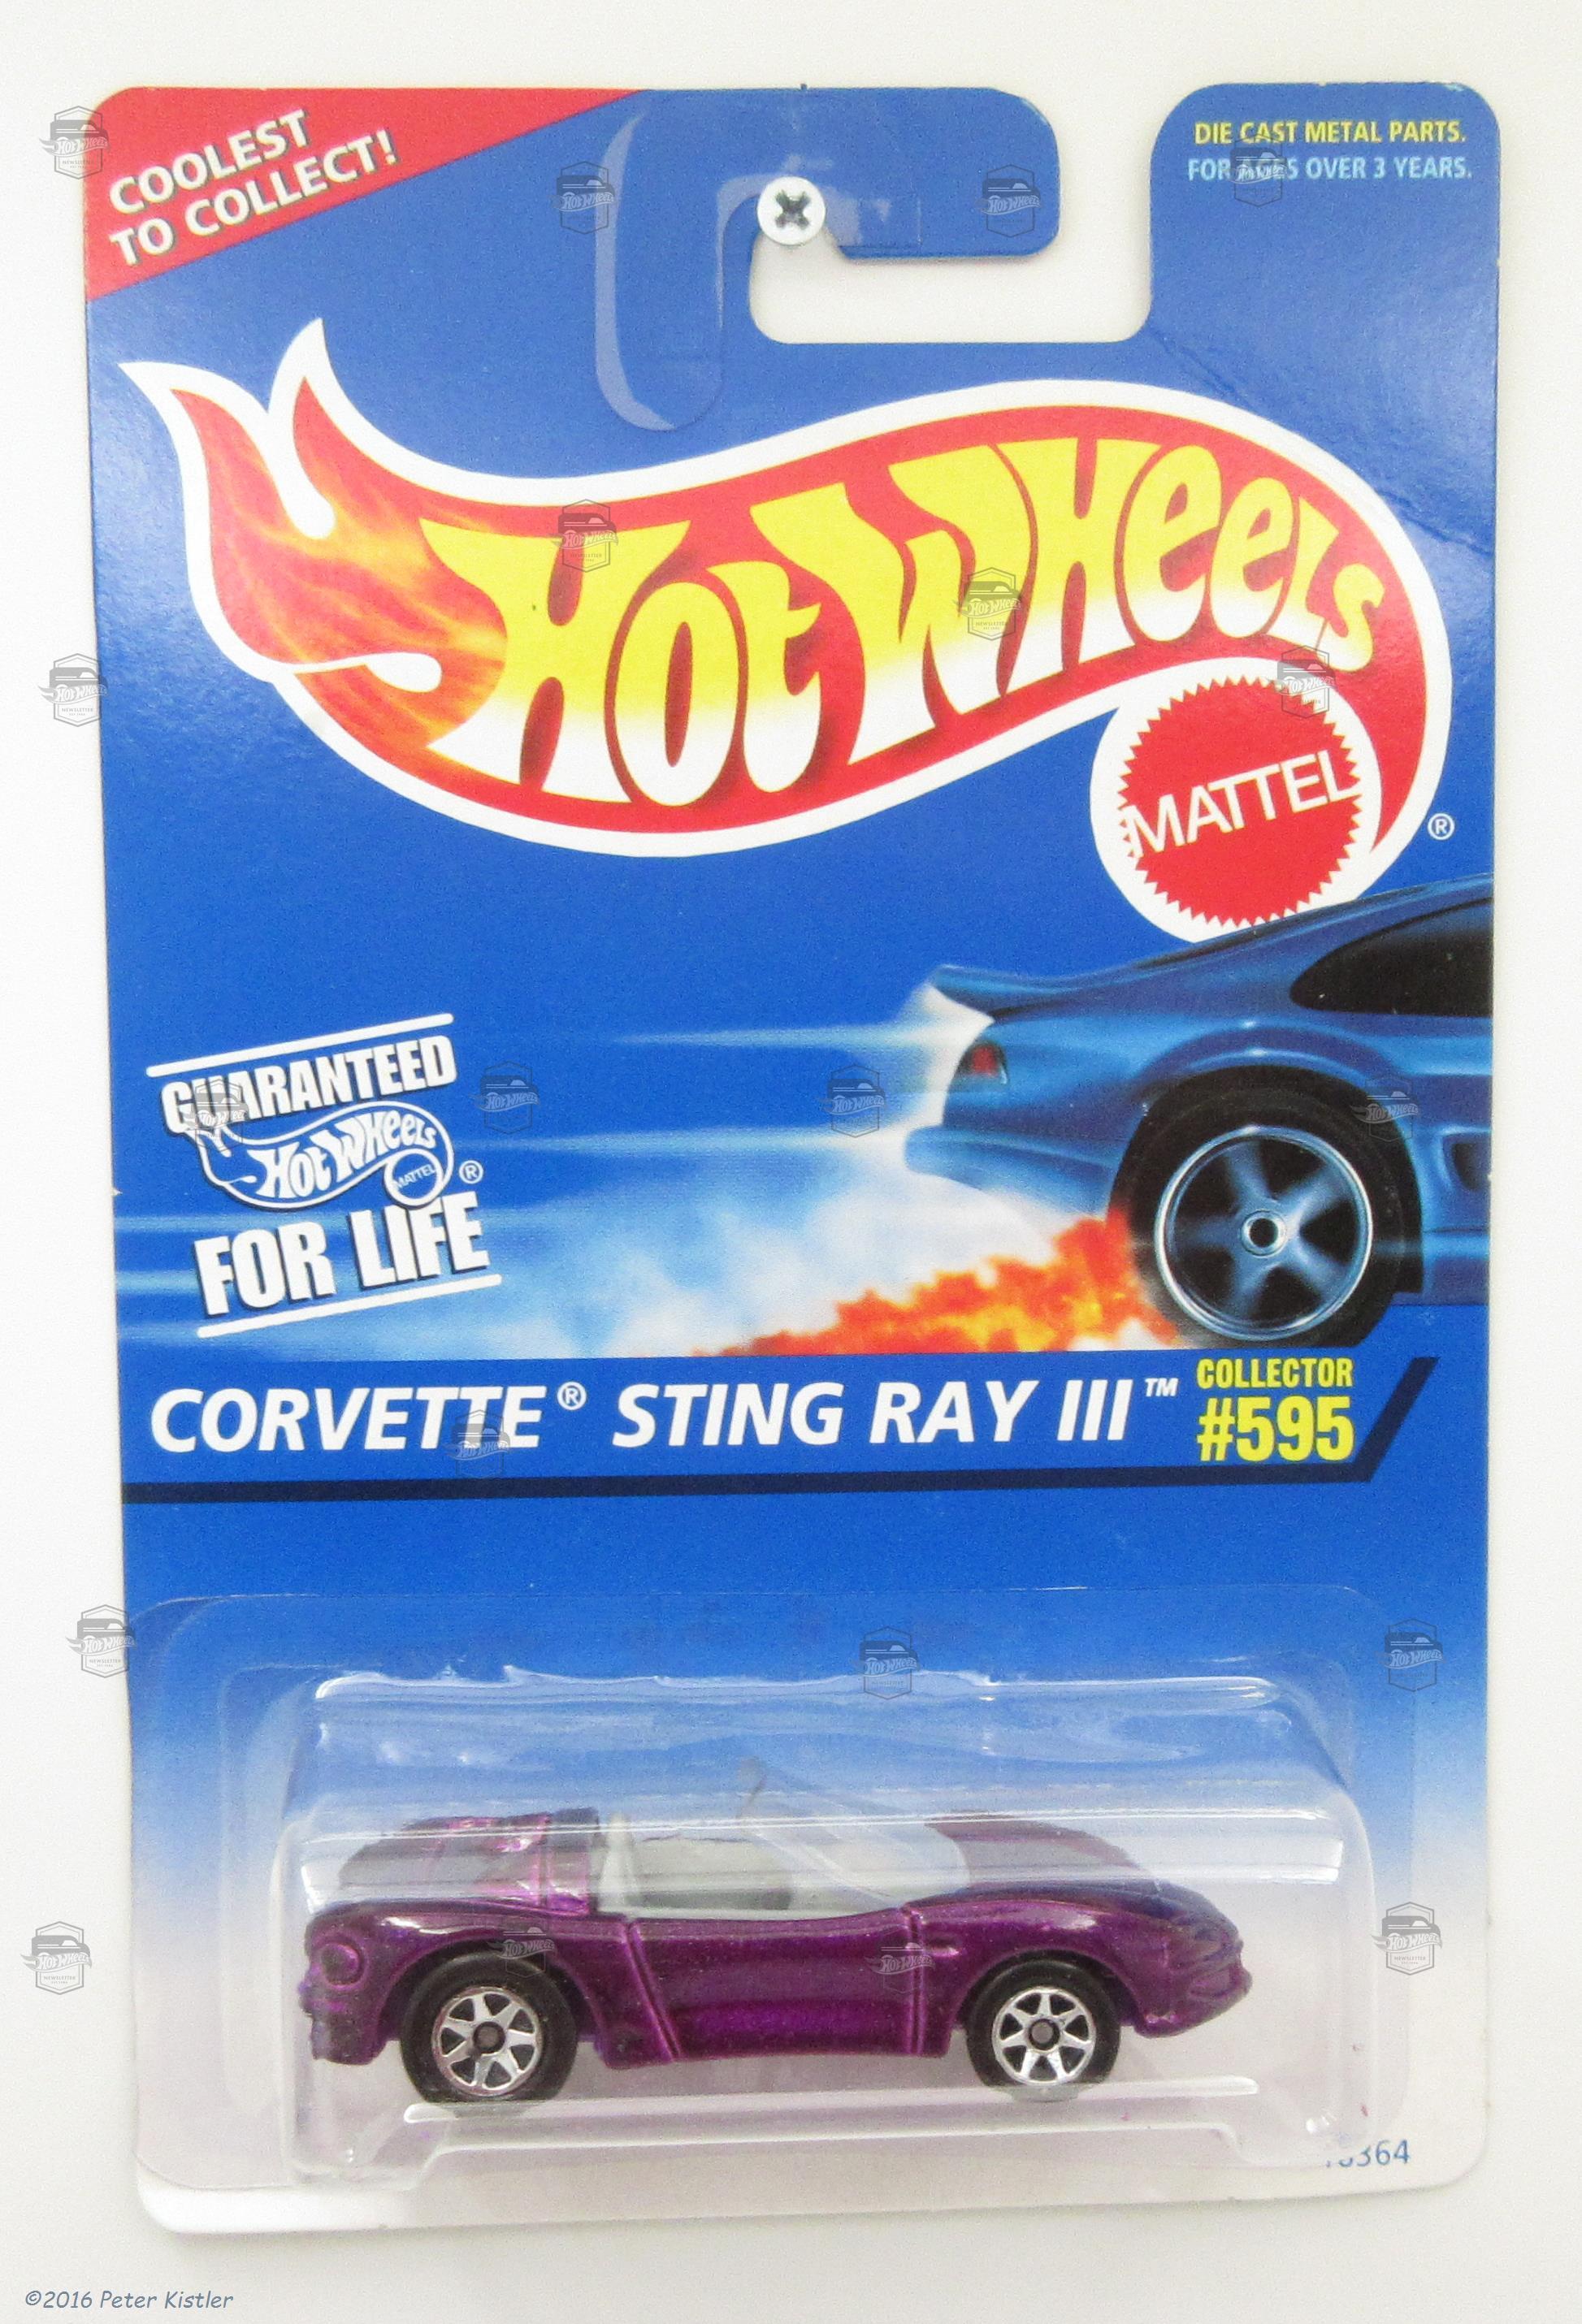 COOLEST
TO COLLECT!
DIE CAST METAL PARTS.
FOR AGES OVER 3 YEARS.
Hot Wheels
MATTEL
®
GUARANTEED
Hot Wheels
MATTEL
®
FOR LIFE
CORVETTE® STING RAY III™
COLLECTOR
#595
©2016 Peter Kistler